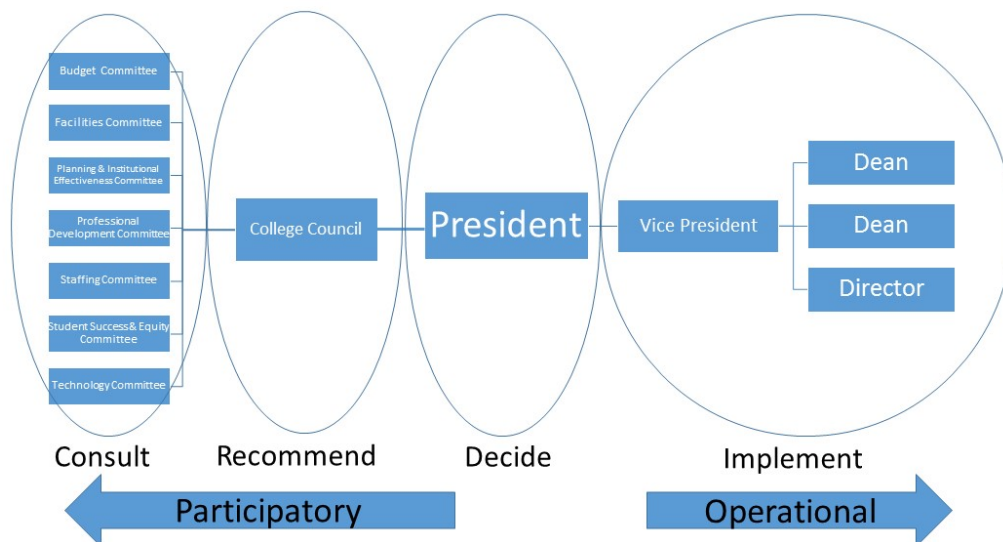 Budget Committee
Facilities Committee
Planning & Institutional
Effectiveness Committee
Professional
Development Committee
Staffing Committee
Student Success & Equity
Committee
Technology Committee
College Council
President
Vice President
Dean
Dean
Director
Consult
Recommend
Decide
Implement
Participatory
Operational